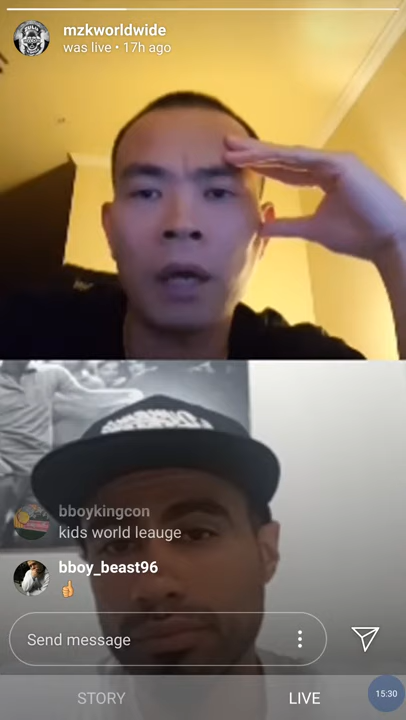 mzkworldwide
was live • 17h ago
bboykingcon
kids world leauge
bboy_beast96
👍
Send message
STORY
LIVE
15:30